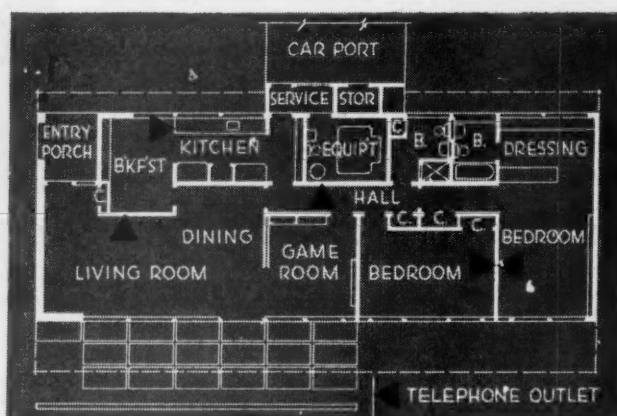 CAR PORT
SERVICE STOR
ENTRY PORCH
BKFST
KITCHEN
EQUIPT
C
B.
B.
DRESSING
C
HALL
C. C. C.
DINING
GAME ROOM
BEDROOM
BEDROOM
LIVING ROOM
TELEPHONE OUTLET